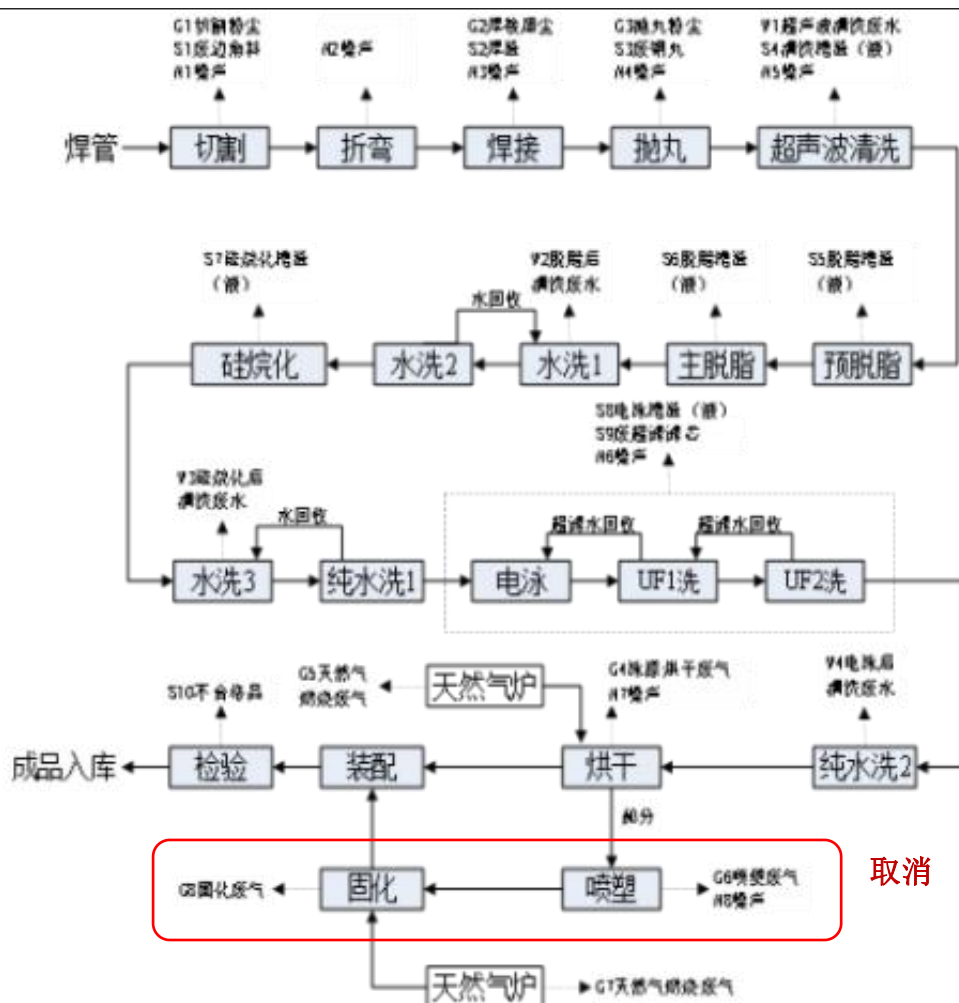 G1切割粉尘
S1废边角料
N1噪声
N2噪声
G2焊接烟尘
S2焊渣
N3噪声
G3抛丸粉尘
S3废钢丸
N4噪声
W1超声波清洗废水
S4清洗槽渣（液）
N5噪声
焊管
切割
折弯
焊接
抛丸
超声波清洗
S7硅烷化槽渣
（液）
水回收
W2脱脂后
清洗废水
S6脱脂槽渣
（液）
S5脱脂槽渣
（液）
硅烷化
水洗2
水洗1
主脱脂
预脱脂
S8电泳槽渣（液）
S9废超滤滤芯
N6噪声
W3硅烷化后
清洗废水
水回收
超滤水回收
超滤水回收
水洗3
纯水洗1
电泳
UF1洗
UF2洗
S10不合格品
G5天然气
燃烧废气
天然气炉
G4泳后烘干废气
N7噪声
W4电泳后
清洗废水
成品入库
检验
装配
烘干
纯水洗2
部分
G8固化废气
固化
喷塑
G6喷塑废气
N8噪声
取消
天然气炉
G7天然气燃烧废气